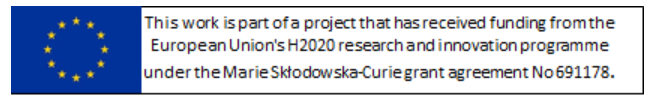 This work is part of a project that has received funding from the
European Union's H2020 research and innovation programme
under the Marie Skłodowska-Curie grant agreement No 691178.